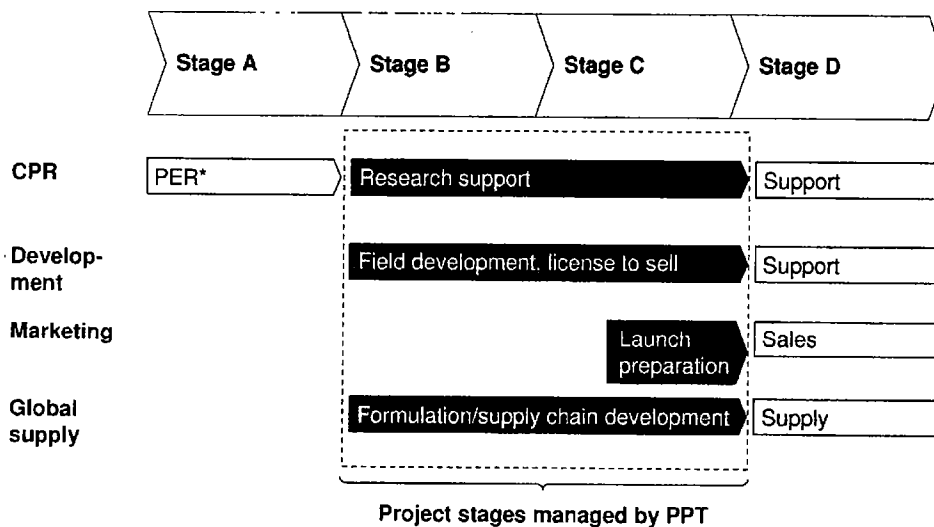 Stage A
Stage B
Stage C
Stage D
CPR
PER*
Research support
Support
Develop-
ment
Field development, license to sell
Support
Marketing
Launch
preparation
Sales
Global
supply
Formulation/supply chain development
Supply
Project stages managed by PPT